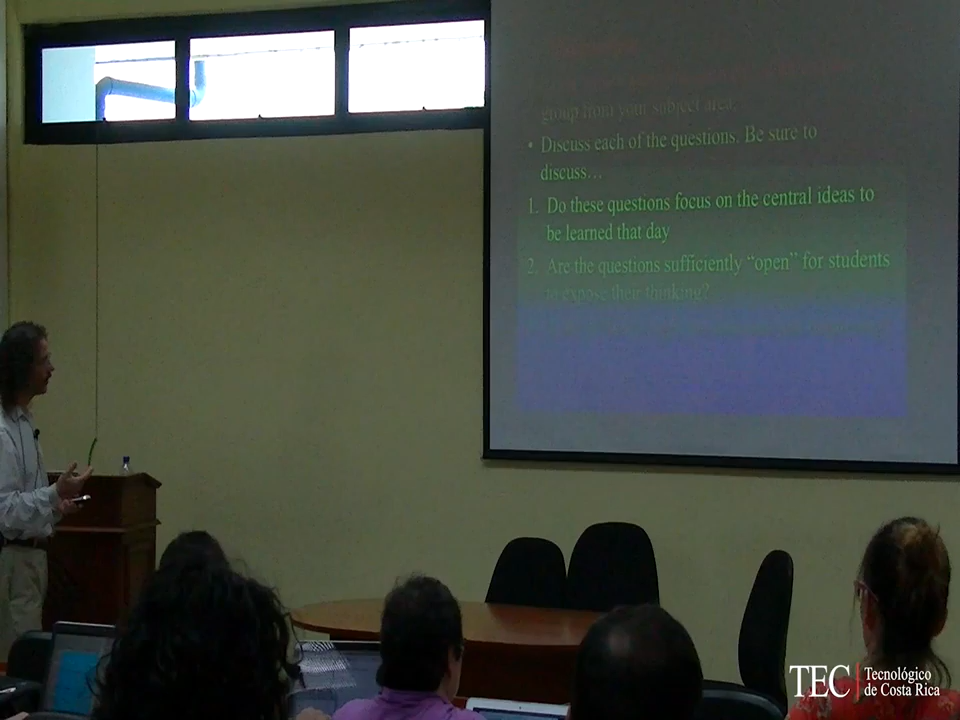 group from your subject area.
• Discuss each of the questions. Be sure to
discuss…
1. Do these questions focus on the central ideas to
be learned that day
2. Are the questions sufficiently “open” for students
to expose their thinking?
TEC | Tecnológico
de Costa Rica